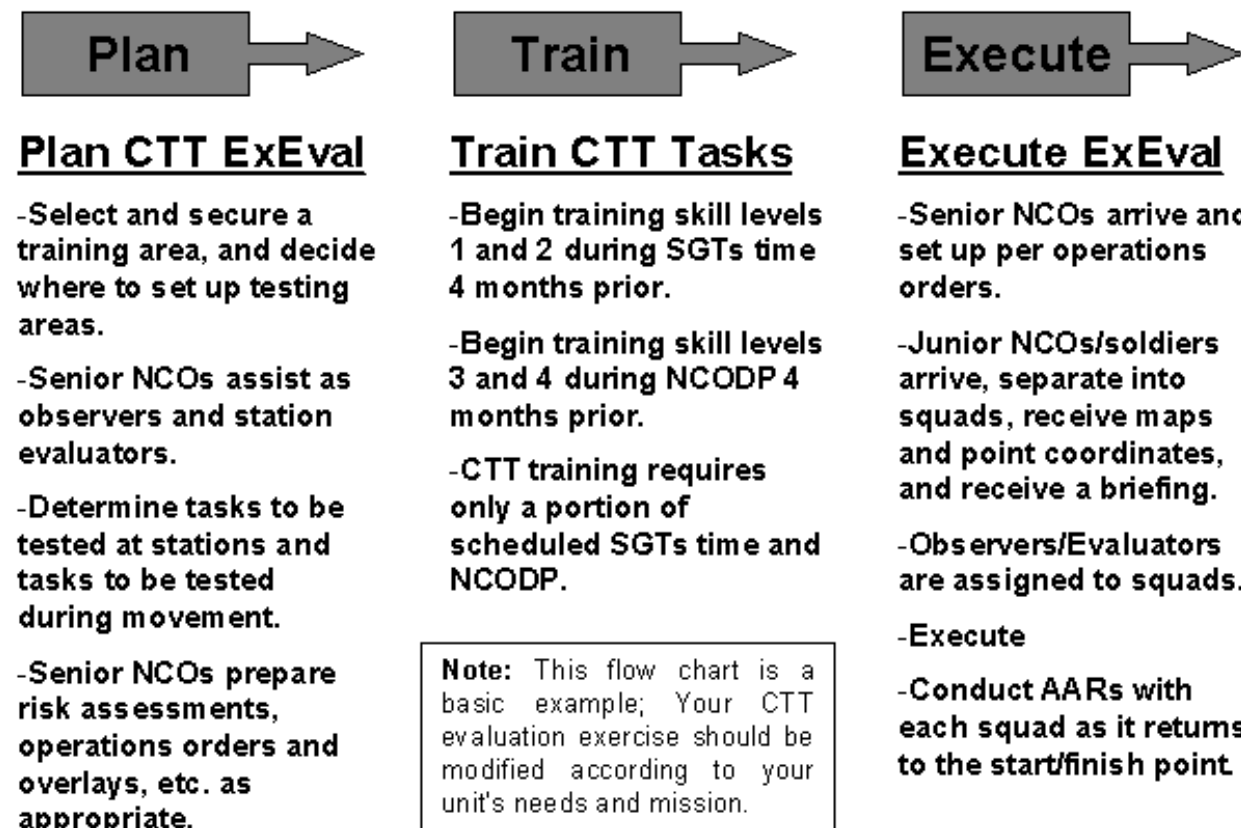 Plan
Train
Execute
Plan CTT ExEval
-Select and secure a
training area, and decide
where to set up testing
areas.
-Senior NCOs assist as
observers and station
evaluators.
-Determine tasks to be
tested at stations and
tasks to be tested
during movement.
-Senior NCOs prepare
risk assessments,
operations orders and
overlays, etc. as
appropriate.
Train CTT Tasks
-Begin training skill levels
1 and 2 during SGTs time
4 months prior.
-Begin training skill levels
3 and 4 during NCODP 4
months prior.
-CTT training requires
only a portion of
scheduled SGTs time and
NCODP.
Note: This flow chart is a
basic example; Your CTT
evaluation exercise should be
modified according to your
unit's needs and mission.
Execute ExEval
-Senior NCOs arrive and
set up per operations
orders.
-Junior NCOs/soldiers
arrive, separate into
squads, receive maps
and point coordinates,
and receive a briefing.
-Observers/Evaluators
are assigned to squads.
-Execute
-Conduct AARs with
each squad as it returns
to the start/finish point.